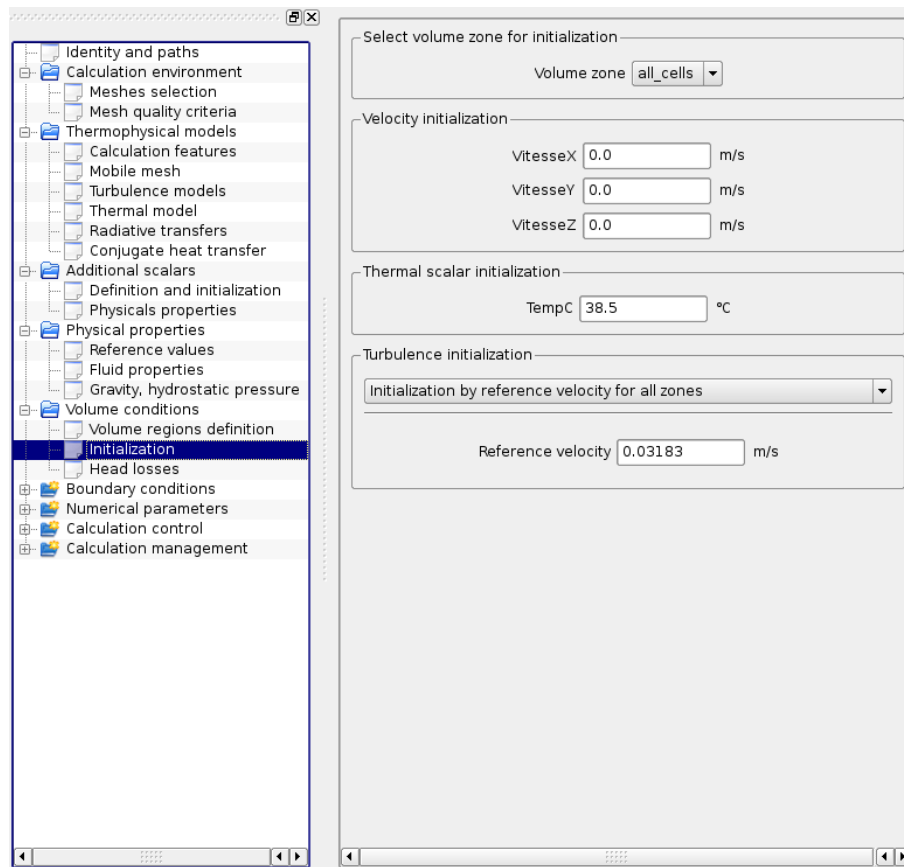 Identity and paths
Calculation environment
Meshes selection
Mesh quality criteria
Thermophysical models
Calculation features
Mobile mesh
Turbulence models
Thermal model
Radiative transfers
Conjugate heat transfer
Additional scalars
Definition and initialization
Physicals properties
Physical properties
Reference values
Fluid properties
Gravity, hydrostatic pressure
Volume conditions
Volume regions definition
Initialization
Head losses
Boundary conditions
Numerical parameters
Calculation control
Calculation management
Select volume zone for initialization
Volume zone all_cells
Velocity initialization
VitesseX 0.0 m/s
VitesseY 0.0 m/s
VitesseZ 0.0 m/s
Thermal scalar initialization
TempC 38.5 °C
Turbulence initialization
Initialization by reference velocity for all zones
Reference velocity 0.03183 m/s